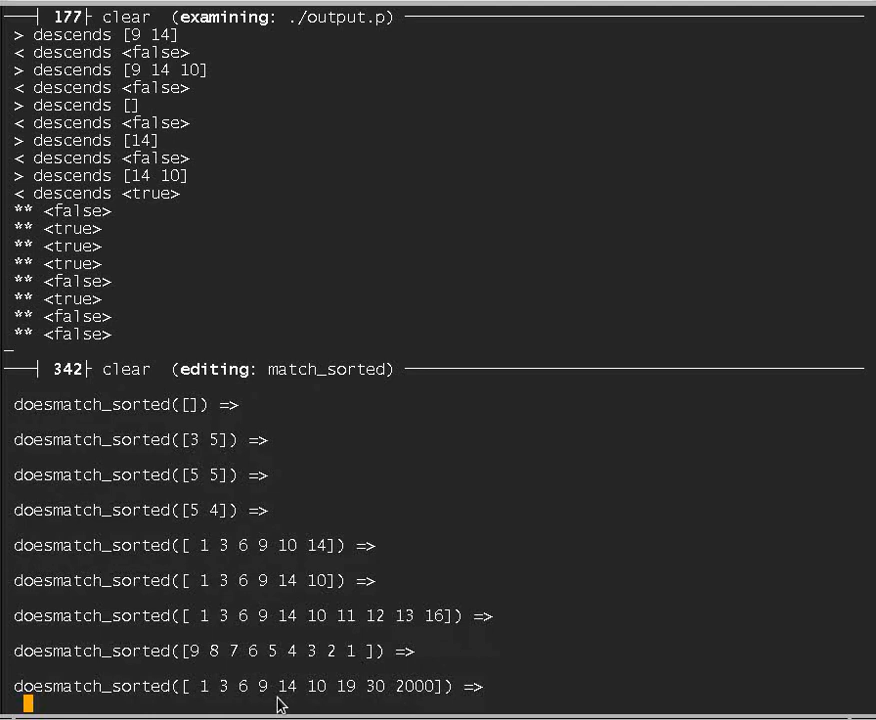 177 clear (examining: ./output.p)
> descends [9 14]
< descends <false>
> descends [9 14 10]
< descends <false>
> descends []
< descends <false>
> descends [14]
< descends <false>
> descends [14 10]
< descends <true>
** <false>
** <true>
** <true>
** <true>
** <false>
** <true>
** <false>
** <false>
342 clear (editing: match_sorted)
doesmatch_sorted([]) =>
doesmatch_sorted([3 5]) =>
doesmatch_sorted([5 5]) =>
doesmatch_sorted([5 4]) =>
doesmatch_sorted([ 1 3 6 9 10 14]) =>
doesmatch_sorted([ 1 3 6 9 14 10]) =>
doesmatch_sorted([ 1 3 6 9 14 10 11 12 13 16]) =>
doesmatch_sorted([9 8 7 6 5 4 3 2 1 ]) =>
doesmatch_sorted([ 1 3 6 9 14 10 19 30 2000]) =>